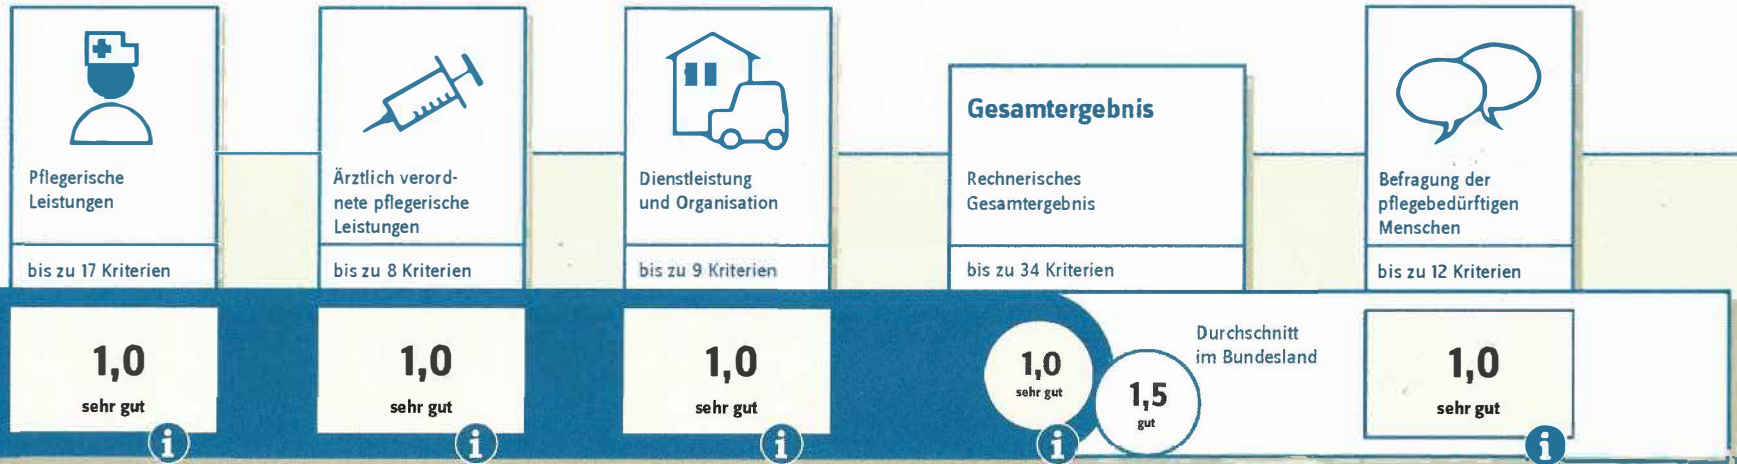 Pflegerische
Leistungen
bis zu 17 Kriterien
1,0
sehr gut
i
Ärztlich verord-
nete pflegerische
Leistungen
bis zu 8 Kriterien
1,0
sehr gut
i
Dienstleistung
und Organisation
bis zu 9 Kriterien
1,0
sehr gut
i
Gesamtergebnis
Rechnerisches
Gesamtergebnis
bis zu 34 Kriterien
1,0
sehr gut
i
Durchschnitt
im Bundesland
1,5
gut
Befragung der
pflegebedürftigen
Menschen
bis zu 12 Kriterien
1,0
sehr gut
i